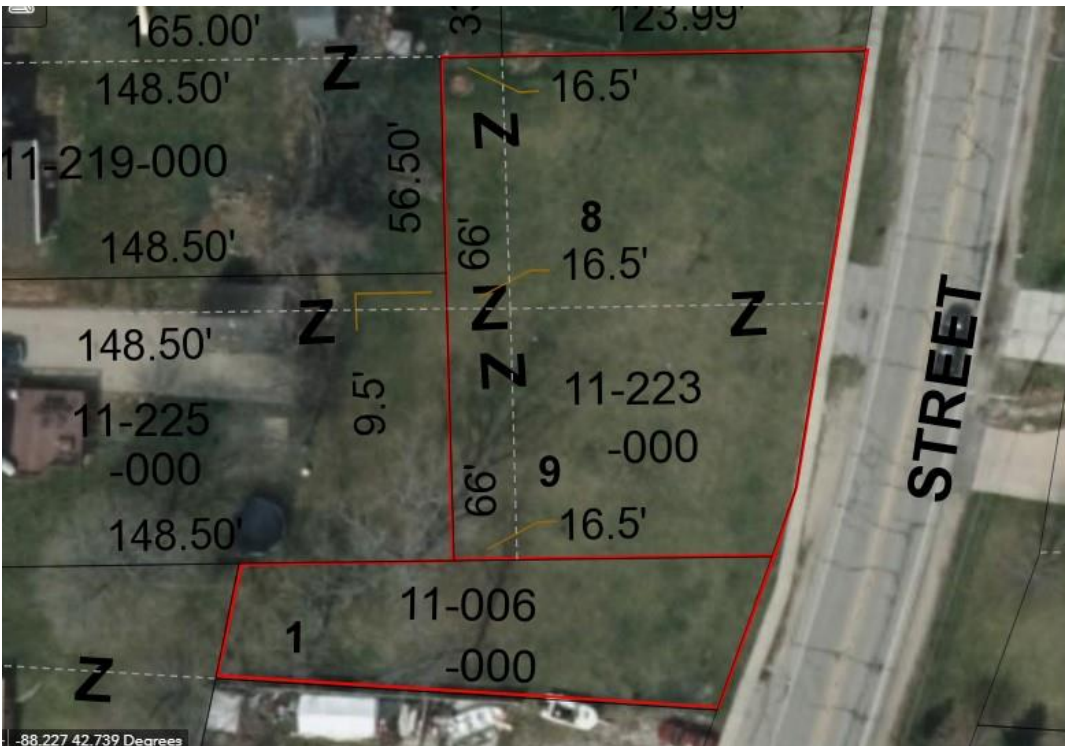 165.00'
123.99'
148.50'
Z
16.5'
Z
11-219-000
56.50'
148.50'
66'
8
16.5'
Z
Z
Z
148.50'
Z
9.5'
11-223
-000
11-225
-000
66'
9
16.5'
148.50'
STREET
11-006
-000
1
Z
-88.227 42.739 Degrees